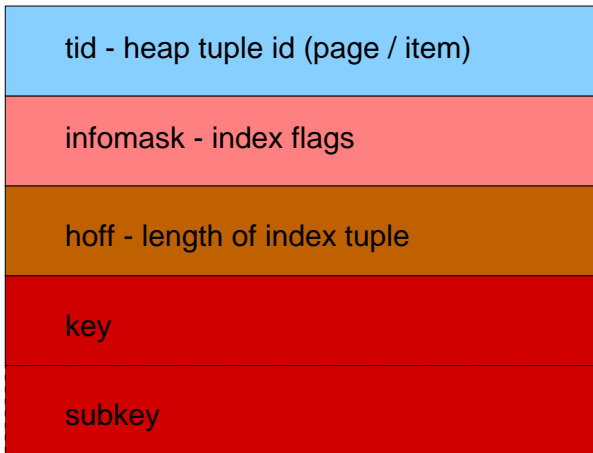 tid - heap tuple id (page / item)
infomask - index flags
hoff - length of index tuple
key
subkey